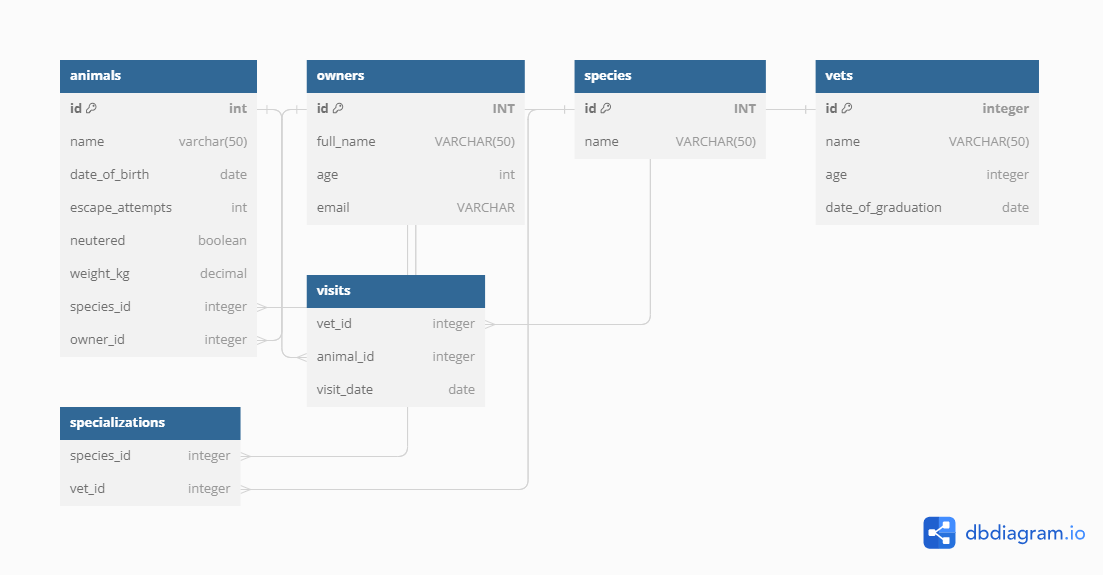 animals
id int
name varchar(50)
date_of_birth date
escape_attempts int
neutered boolean
weight_kg decimal
species_id integer
owner_id integer
owners
id INT
full_name VARCHAR(50)
age int
email VARCHAR
species
id INT
name VARCHAR(50)
vets
id integer
name VARCHAR(50)
age integer
date_of_graduation date
visits
vet_id integer
animal_id integer
visit_date date
specializations
species_id integer
vet_id integer
dbdiagram.io